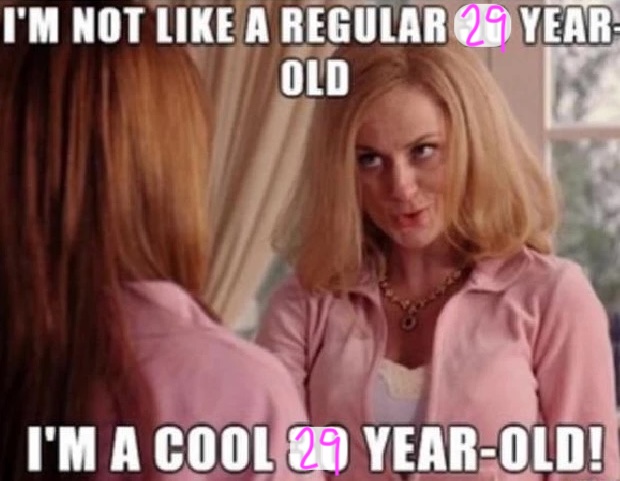 I'M NOT LIKE A REGULAR 29 YEAR-
OLD
I'M A COOL 29 YEAR-OLD!